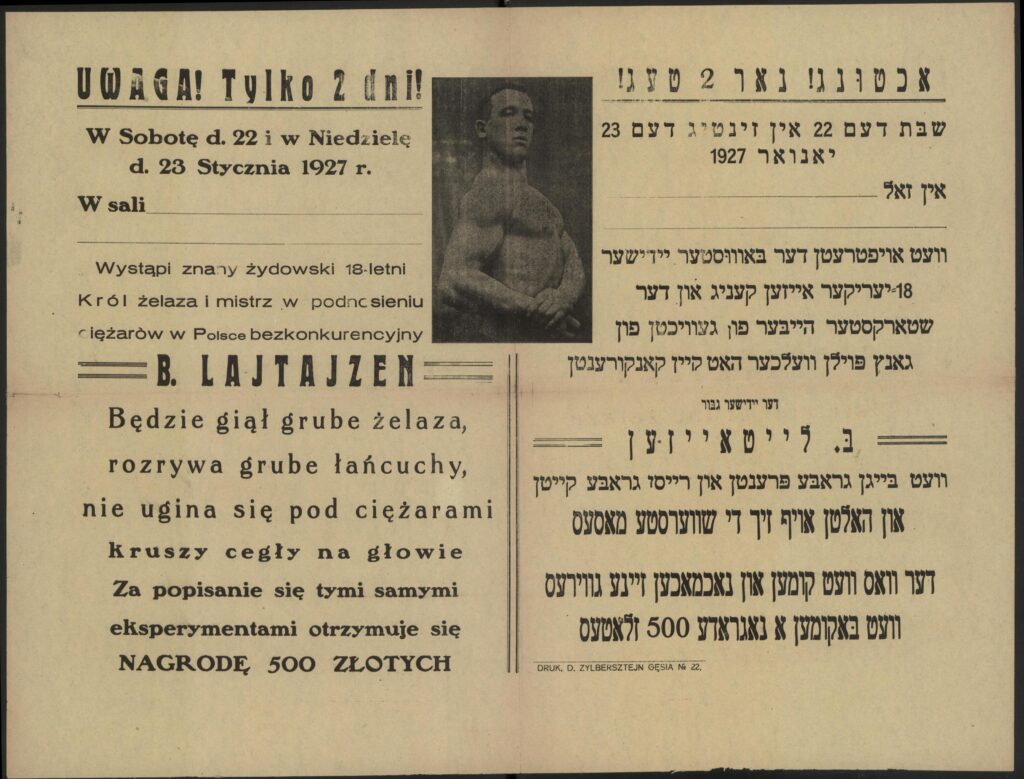 UWAGA! Tylko 2 dni!
W Sobotę d. 22 i w Niedzielę
d. 23 Stycznia 1927 r.
W sali
Wystąpi znany żydowski 18-letni
Król żelaza i mistrz w podnosieniu
ciężaròw w Polsce bezkonkurencyjny
B. LAJTAJZEN
Będzie giął grube żelaza,
rozrywa grube łańcuchy,
nie ugina się pod ciężarami
kruszy cegły na głowie
Za popisanie się tymi samymi
eksperymentami otrzymuje się
NAGRODĘ 500 ZŁOTYCH
אכטונג! נאר 2 טעג!
שבת דעם 22 אין זינטיג דעם 23
יאנואר 1927
אין זאל
וועט אויפטרעטן דער באוווסטער יידישער
18-יעריקער אייזען קעניג און דער
שטארקסטער הייבער פון געוויכטן פון
גאנץ פוילן וועלכער האט קיין קאנקורענטן
דער יידישער גבור
ב. לייטאייזען
וועט בייגן גראבע פרענטן און רייסן גראבע קייטן
און האלטן אויף זיך די שווערסטע מאסעס
דער וואס וועט קומען און נאכמאכען זיינע גווירעס
וועט באקומען א נאגראדע 500 זלאטעס
DRUK. D. ZYLBERSZTEJN GĘSIA № 22.